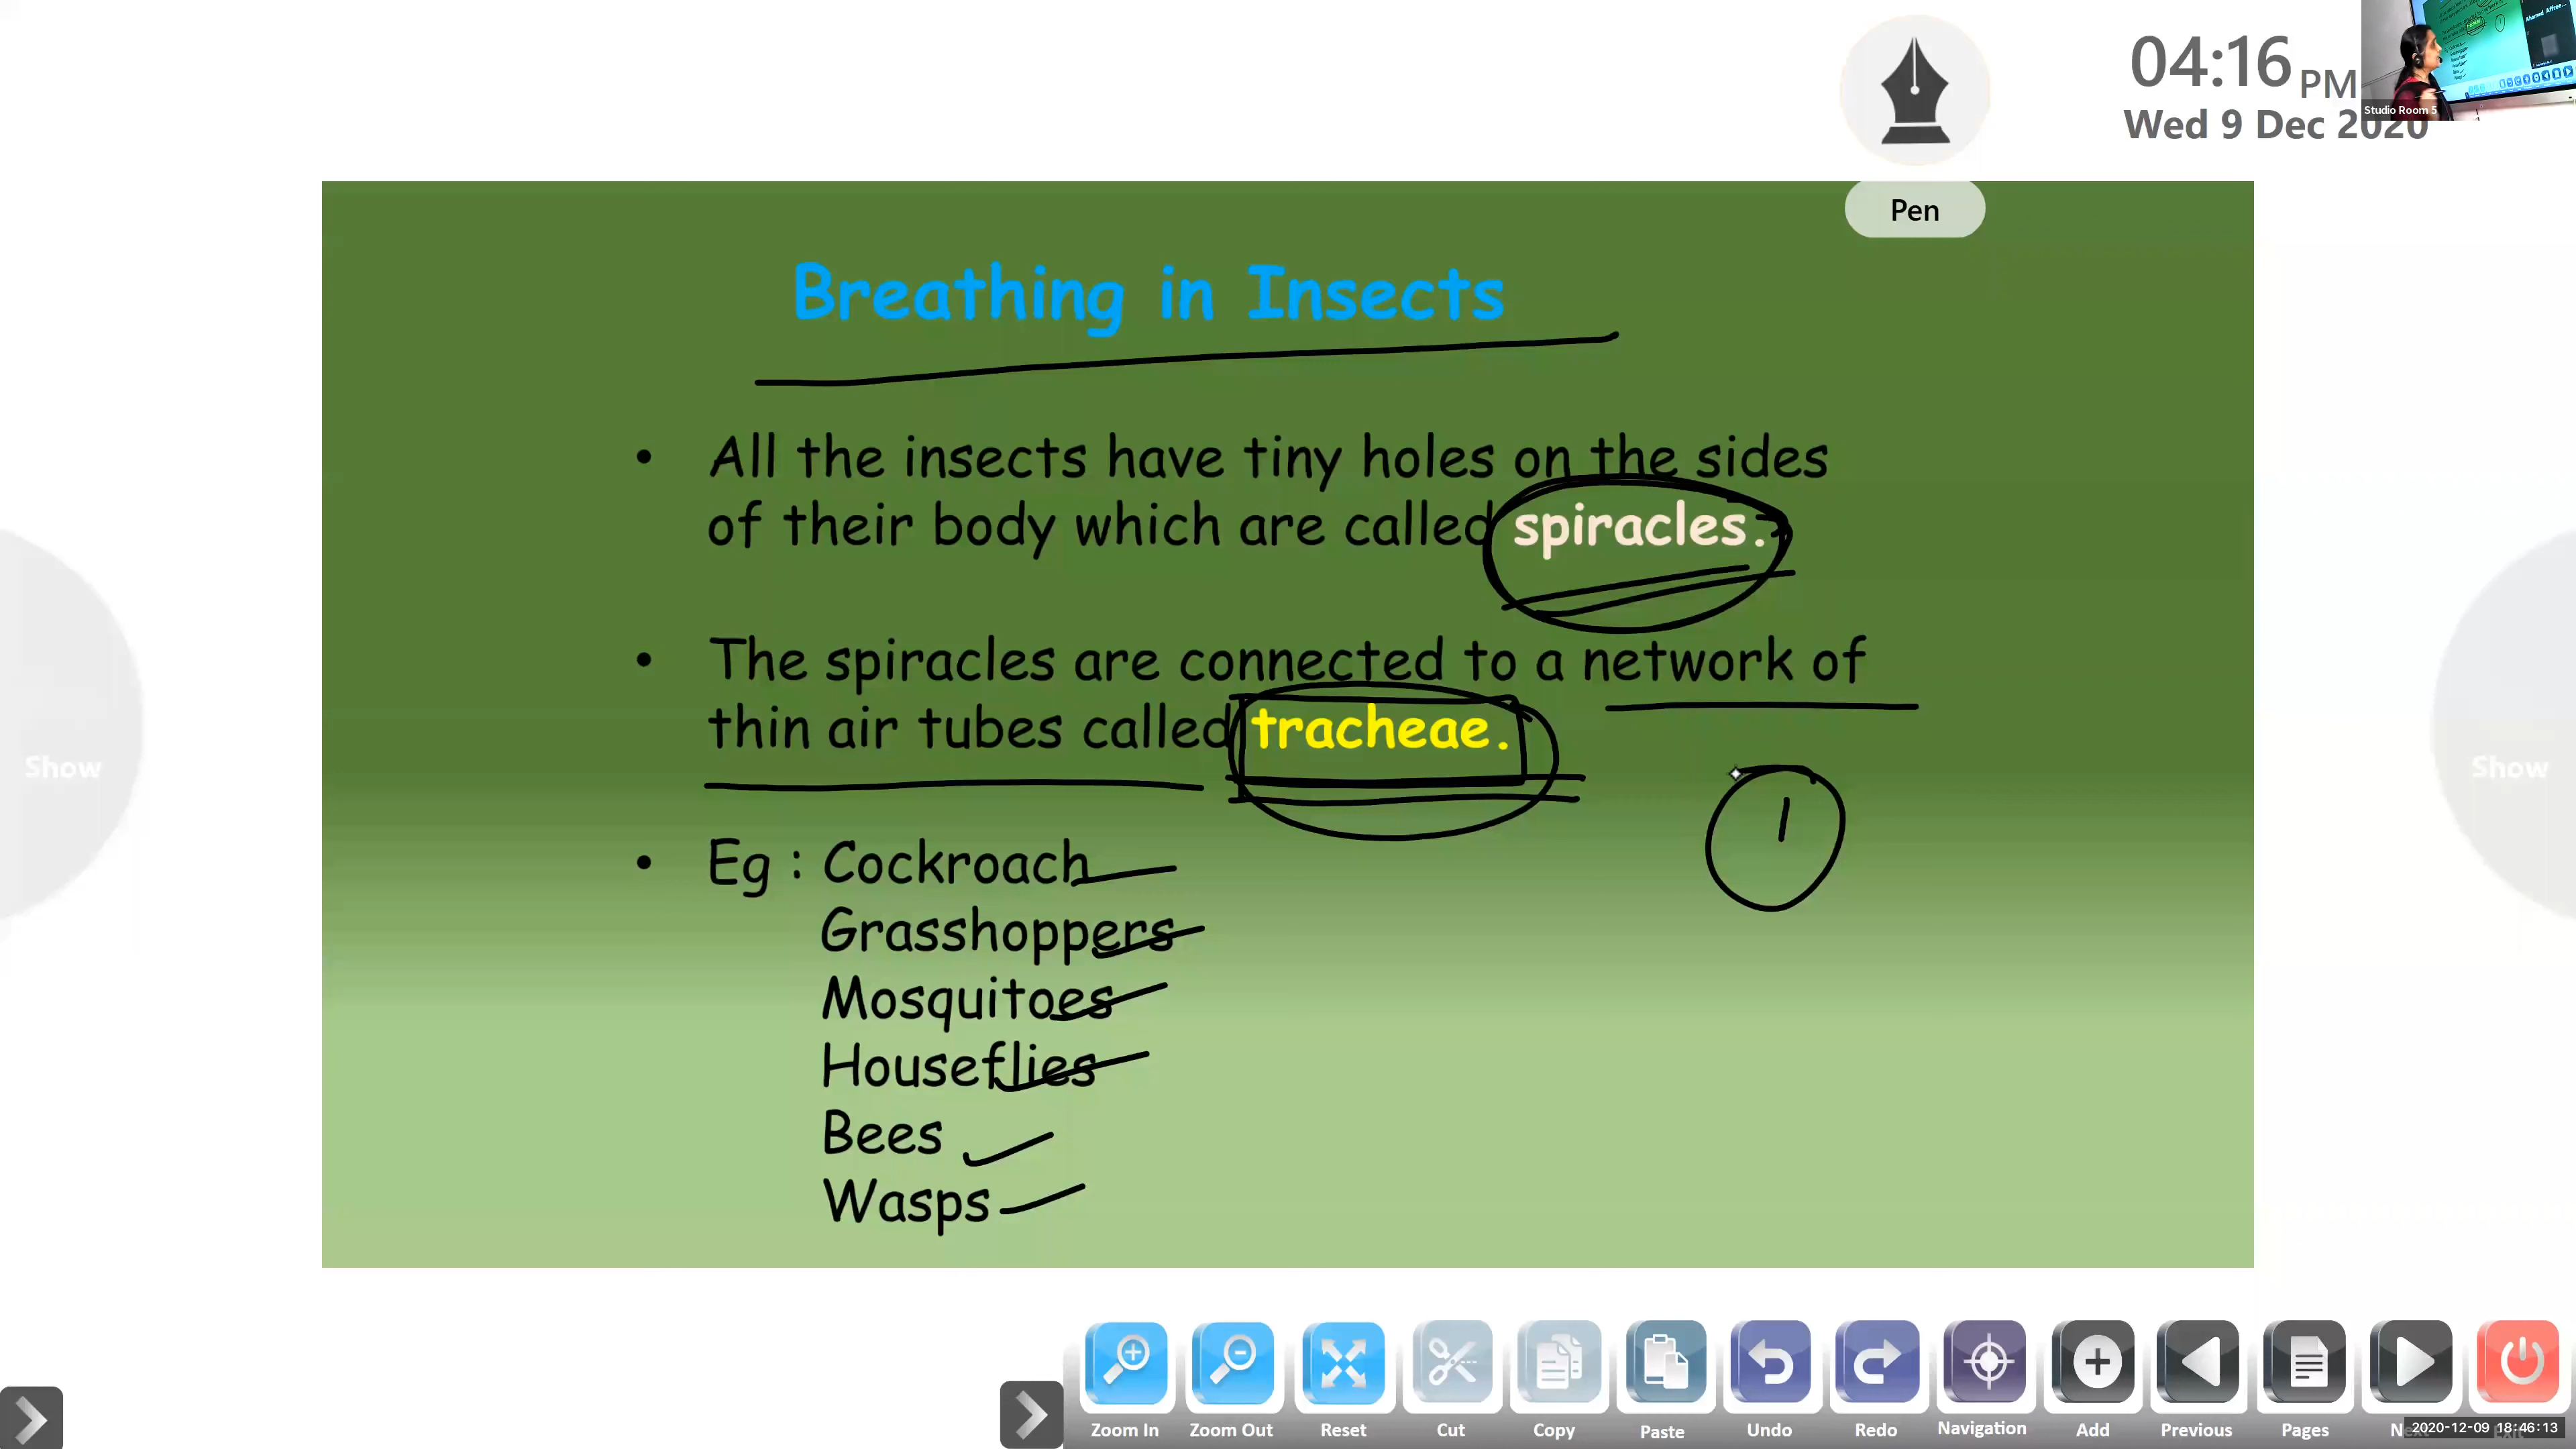 04:16 PM
Wed 9 Dec 2020
Studio Room 5
Pen
Breathing in Insects
• All the insects have tiny holes on the sides
of their body which are called spiracles.
• The spiracles are connected to a network of
thin air tubes called tracheae.
• Eg : Cockroach
Grasshoppers
Mosquitoes
Houseflies
Bees
Wasps
Show
Show
Zoom In Zoom Out Reset Cut Copy Paste Undo Redo Navigation Add Previous Pages
2020-12-09 18:46:13